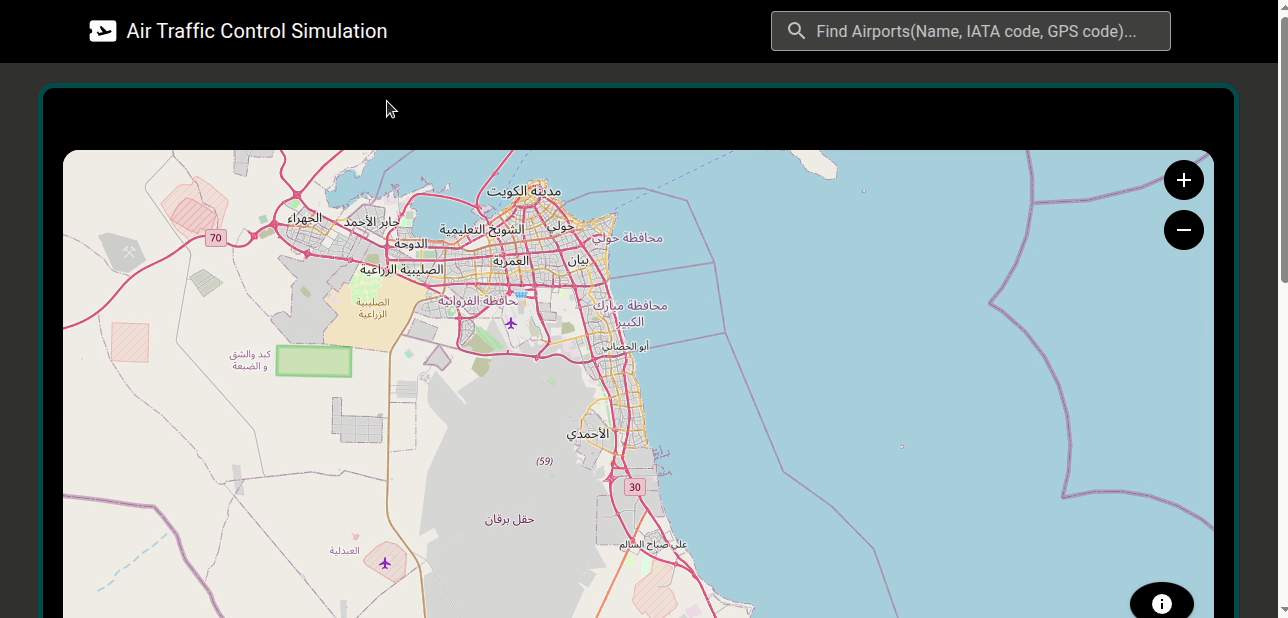 Air Traffic Control Simulation
Find Airports(Name, IATA code, GPS code)...
مدينة الكويت
الجهراء
جابر الأحمد
الشويخ التعليمية
حولي
محافظة حولي
70
الدوحة
العمرية
بيان
الصليبية الزراعية
الصليبية
الزراعية
محافظة الفروانية
محافظة مبارك
الكبير
أبو الحصاني
كبد والشق
و الضبعة
الأحمدي
(59)
30
حقل برقان
علي صباح السالم
العبدلية